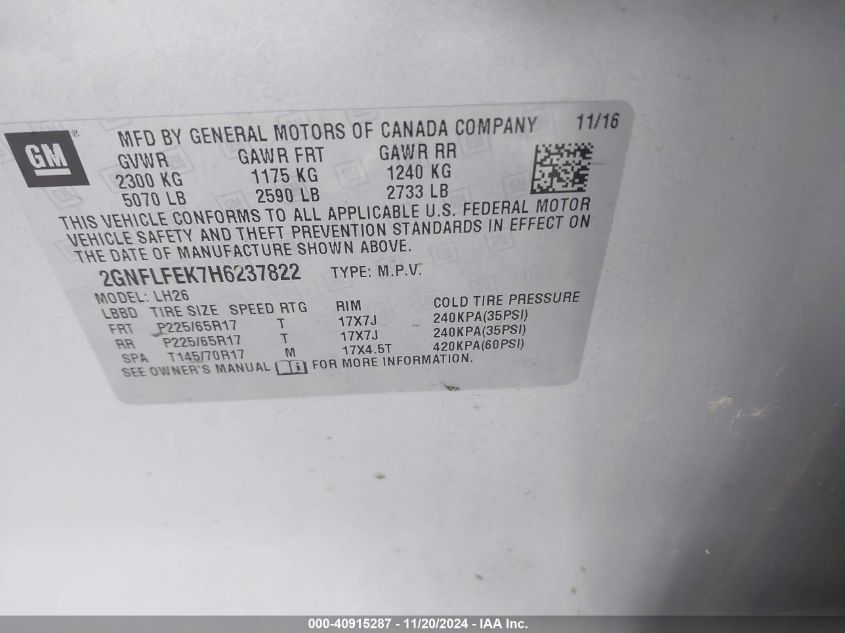 GM ®
MFD BY GENERAL MOTORS OF CANADA COMPANY 11/16
GVWR GAWR FRT GAWR RR
2300 KG 1175 KG 1240 KG
5070 LB 2590 LB 2733 LB
THIS VEHICLE CONFORMS TO ALL APPLICABLE U.S. FEDERAL MOTOR
VEHICLE SAFETY AND THEFT PREVENTION STANDARDS IN EFFECT ON
THE DATE OF MANUFACTURE SHOWN ABOVE.
2GNFLFEK7H6237822 TYPE: M.P.V.
MODEL: LH26
LBBD TIRE SIZE SPEED RTG RIM COLD TIRE PRESSURE
FRT P225/65R17 T 17X7J 240KPA(35PSI)
RR P225/65R17 T 17X7J 240KPA(35PSI)
SPA T145/70R17 M 17X4.5T 420KPA(60PSI)
SEE OWNER'S MANUAL FOR MORE INFORMATION.
000-40915287 - 11/20/2024 - IAA Inc.